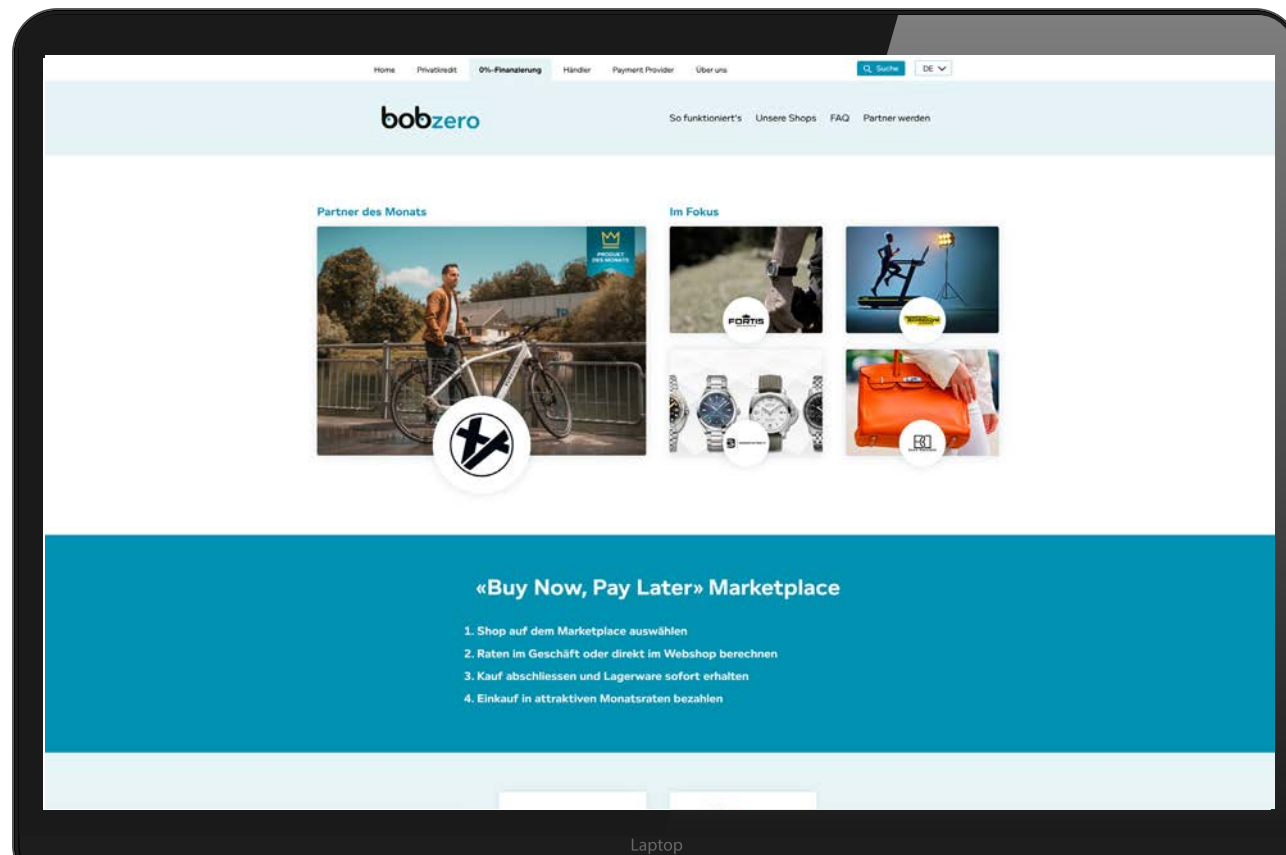 Home Privatkredit 0%-Finanzierung Händler Payment Provider Über uns Suche DE
bobzero
So funktioniert's Unsere Shops FAQ Partner werden
Partner des Monats
Im Fokus
PRODUKT
DES MONATS
FORTIS
«Buy Now, Pay Later» Marketplace
1. Shop auf dem Marketplace auswählen
2. Raten im Geschäft oder direkt im Webshop berechnen
3. Kauf abschliessen und Lagerware sofort erhalten
4. Einkauf in attraktiven Monatsraten bezahlen
Laptop